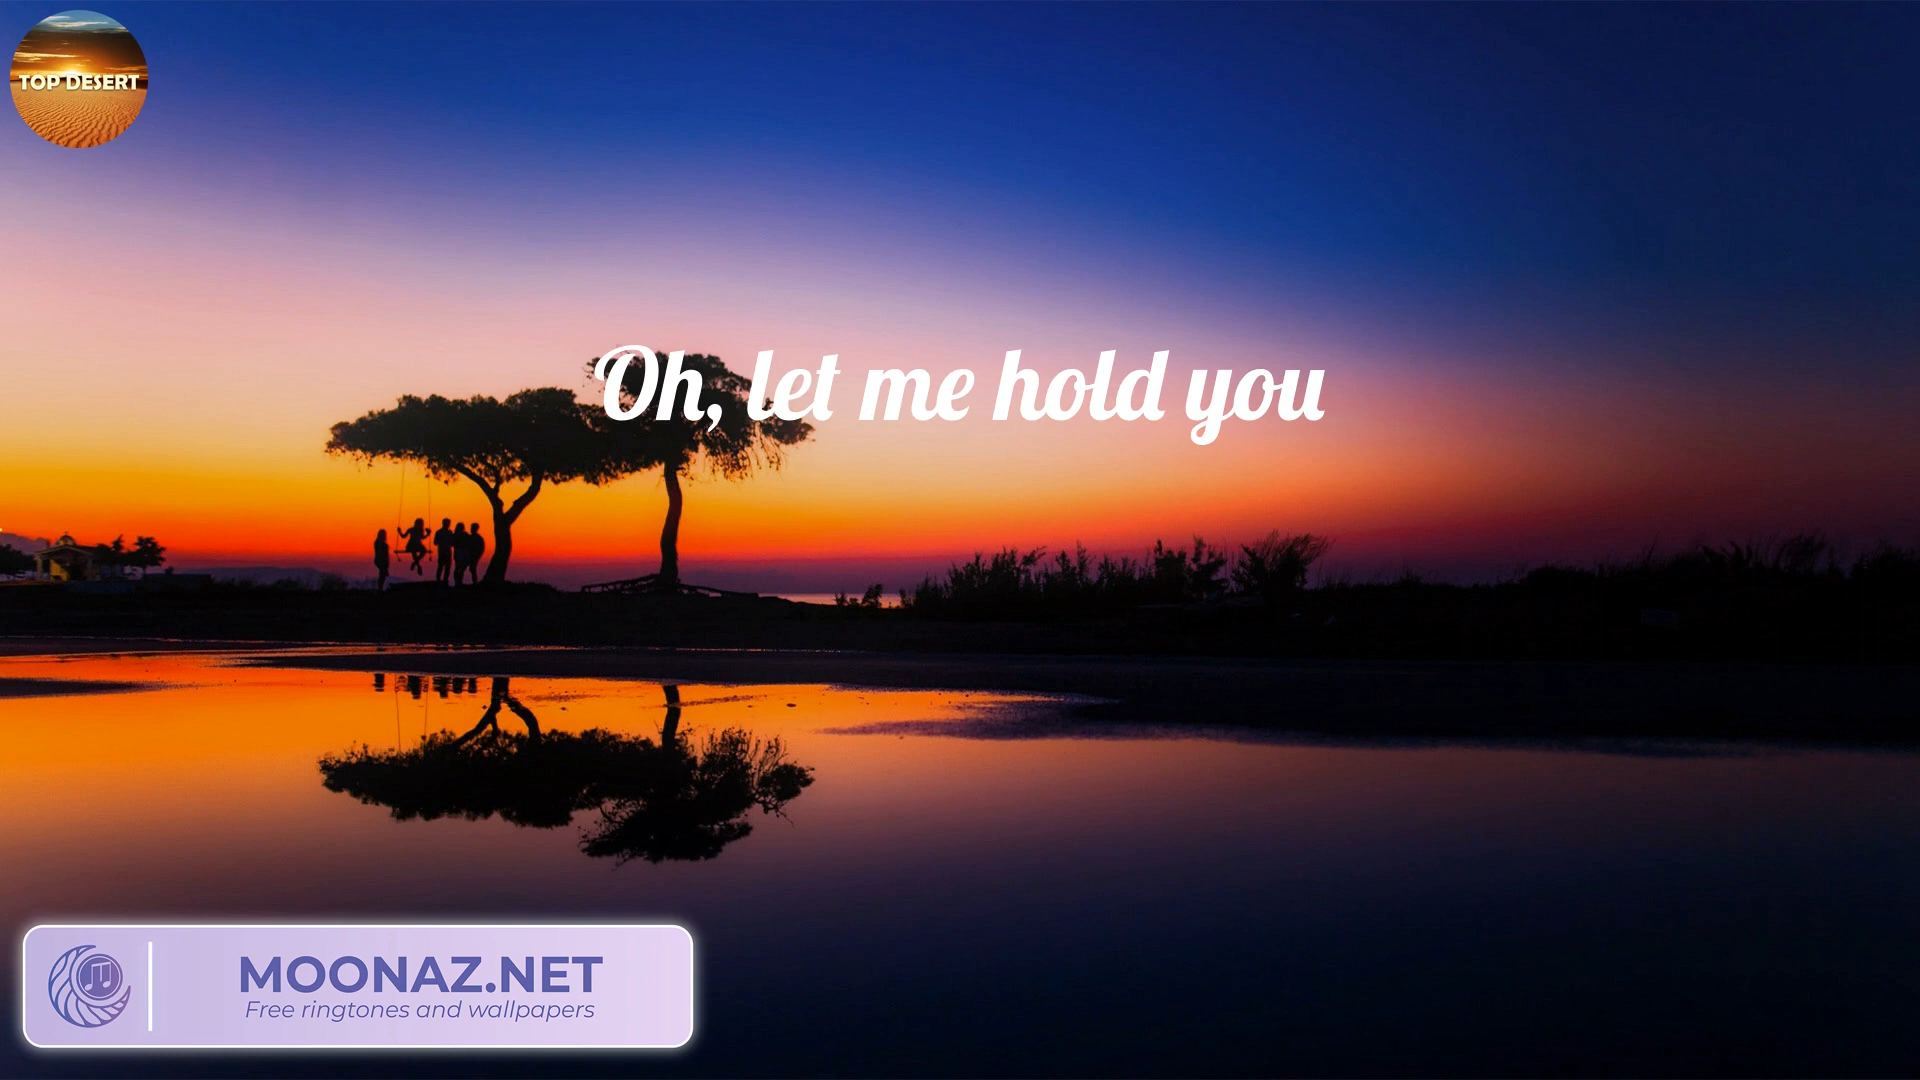 TOP DESERT
Oh, let me hold you
MOONAZ.NET
Free ringtones and wallpapers